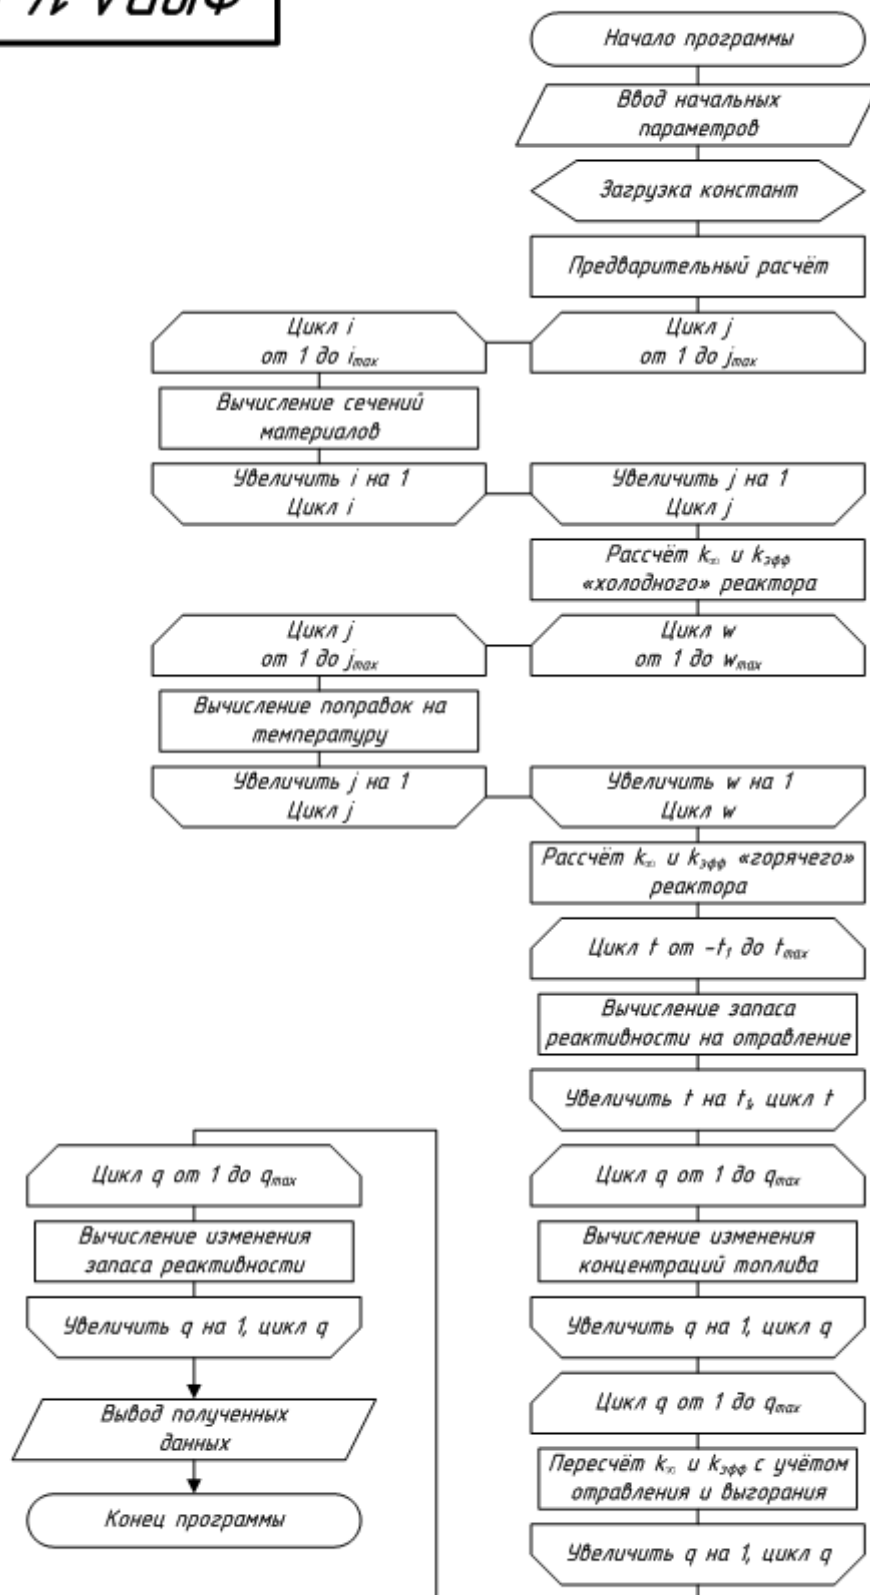 Начало программы
Ввод начальных
параметров
Загрузка констант
Предварительный расчёт
Цикл j
от 1 до jmax
Цикл i
от 1 до imax
Вычисление сечений
материалов
Увеличить i на 1
Цикл i
Увеличить j на 1
Цикл j
Рассчёт k∞ и kэфф
«холодного» реактора
Цикл w
от 1 до wmax
Цикл j
от 1 до jmax
Вычисление поправок на
температуру
Увеличить j на 1
Цикл j
Увеличить w на 1
Цикл w
Рассчёт k∞ и kэфф «горячего»
реактора
Цикл t от -t1 до tmax
Вычисление запаса
реактивности на отравление
Увеличить t на цикл t
Цикл q от 1 до qmax
Вычисление изменения
концентраций топлива
Увеличить q на 1, цикл q
Цикл q от 1 до qmax
Пересчёт k∞ и kэфф с учётом
отравления и выгорания
Увеличить q на 1, цикл q
Цикл q от 1 до qmax
Вычисление изменения
запаса реактивности
Увеличить q на 1, цикл q
Вывод полученных
данных
Конец программы